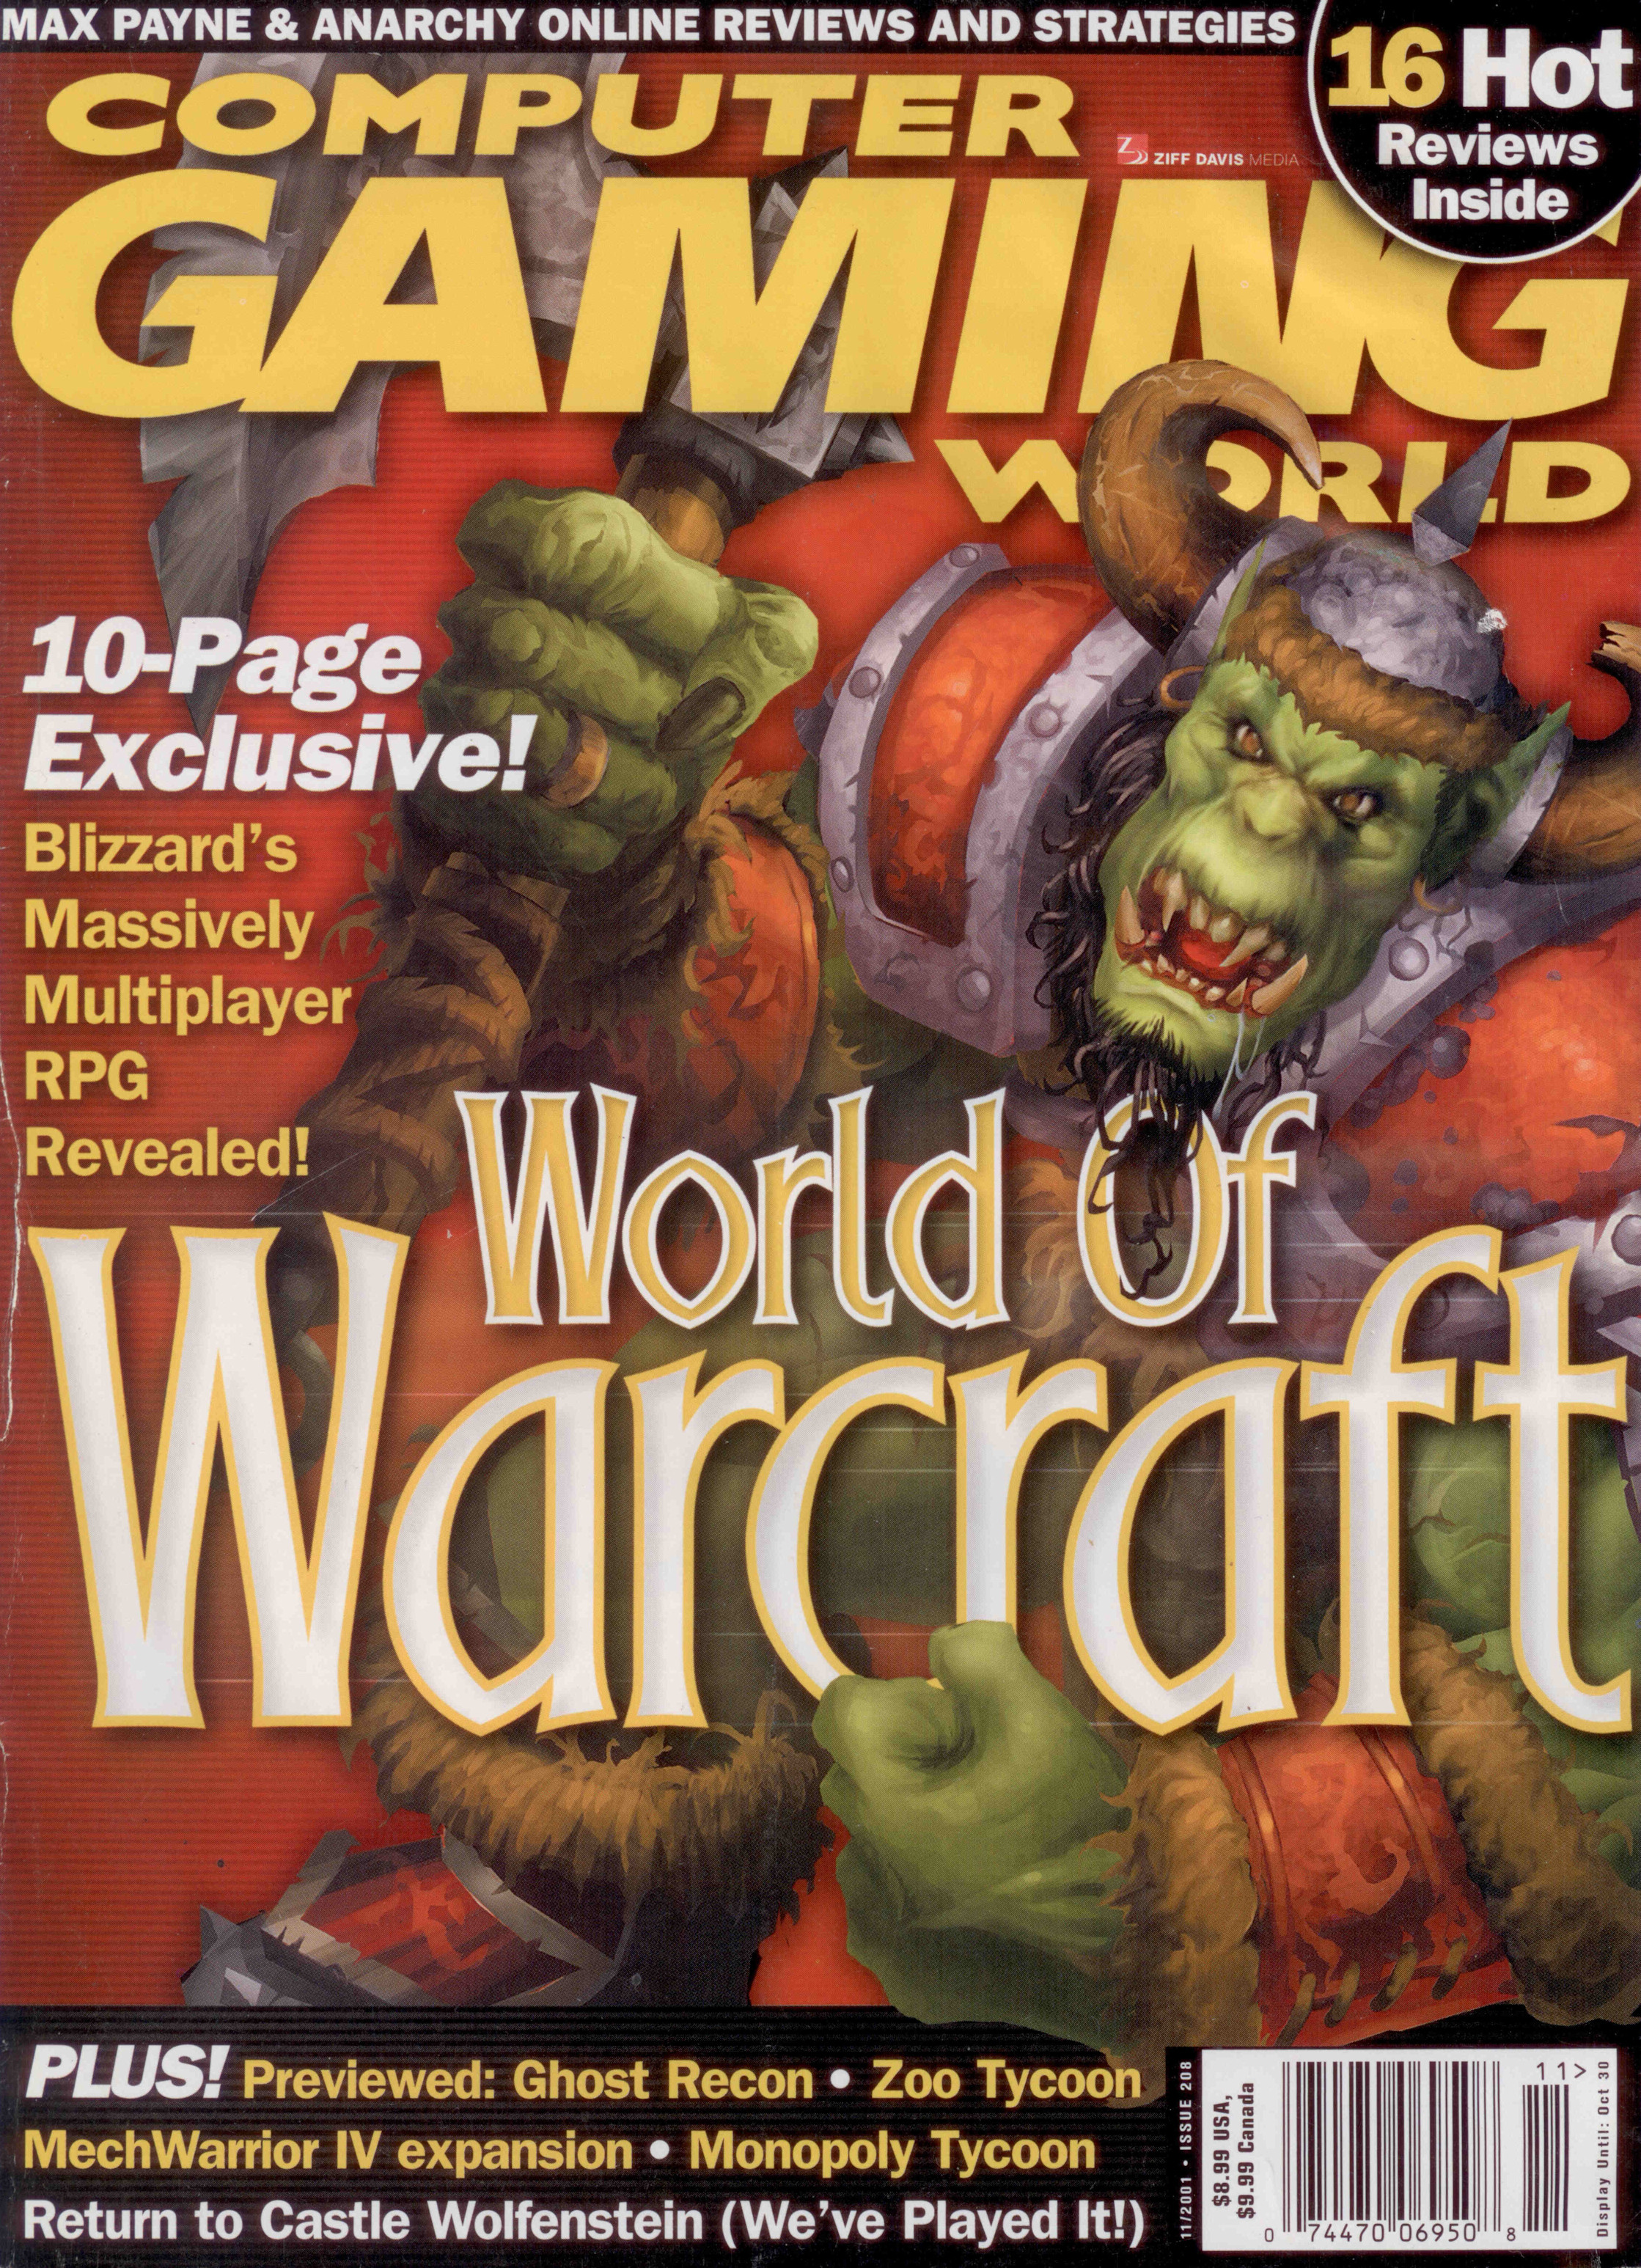 MAX PAYNE & ANARCHY ONLINE REVIEWS AND STRATEGIES
16 Hot
Reviews
Inside
COMPUTER
ZIFF DAVIS MEDIA
GAMING
WORLD
10-Page
Exclusive!
Blizzard's
Massively
Multiplayer
RPG
Revealed!
World Of
Warcraft
PLUS! Previewed: Ghost Recon • Zoo Tycoon
MechWarrior IV expansion • Monopoly Tycoon
Return to Castle Wolfenstein (We've Played It!)
11/2001 • ISSUE 208
$8.99 USA,
$9.99 Canada
11>
0 74470 06950 8
Display Until: Oct 30